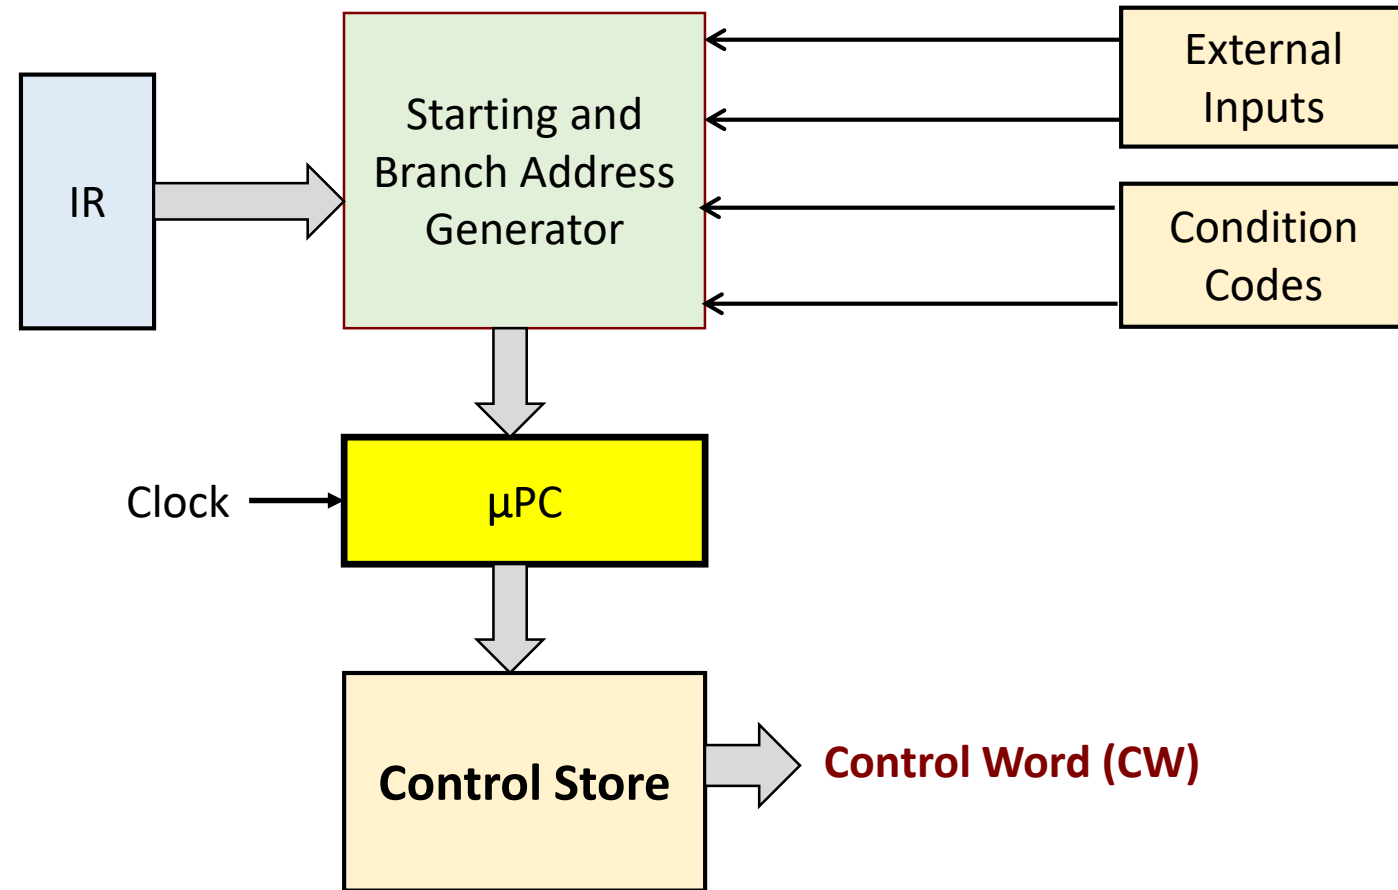 External
Inputs
IR
Starting and
Branch Address
Generator
Condition
Codes
Clock
µPC
Control Store
Control Word (CW)